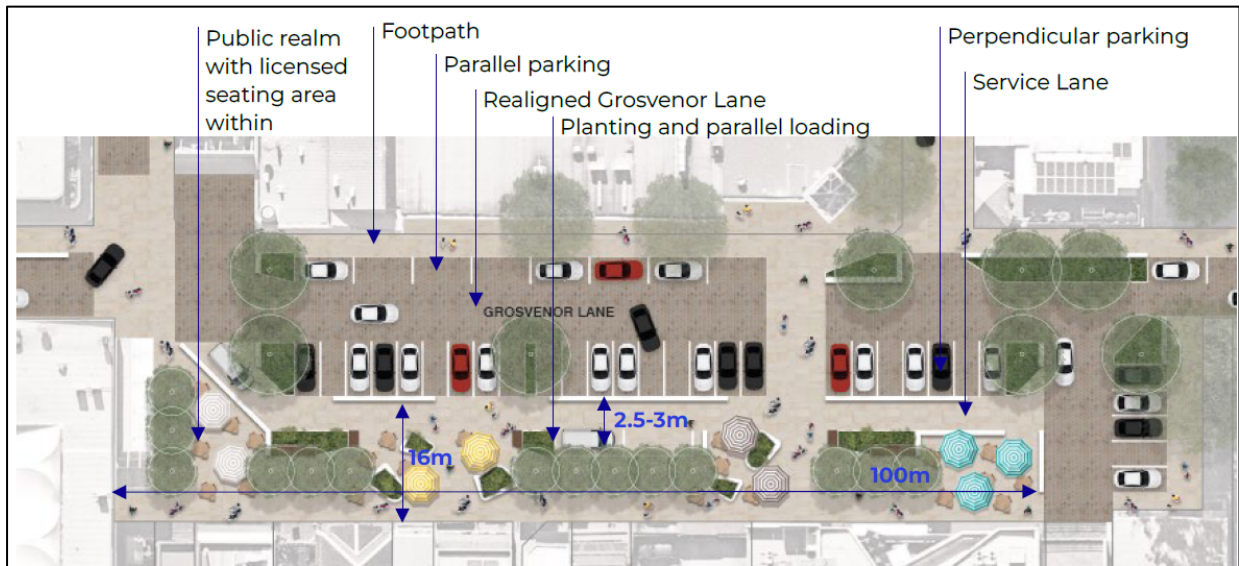 Public realm
with licensed
seating area
within
Footpath
Parallel parking
Realigned Grosvenor Lane
Planting and parallel loading
Perpendicular parking
Service Lane
GROSVENOR LANE
2.5-3m
16m
100m